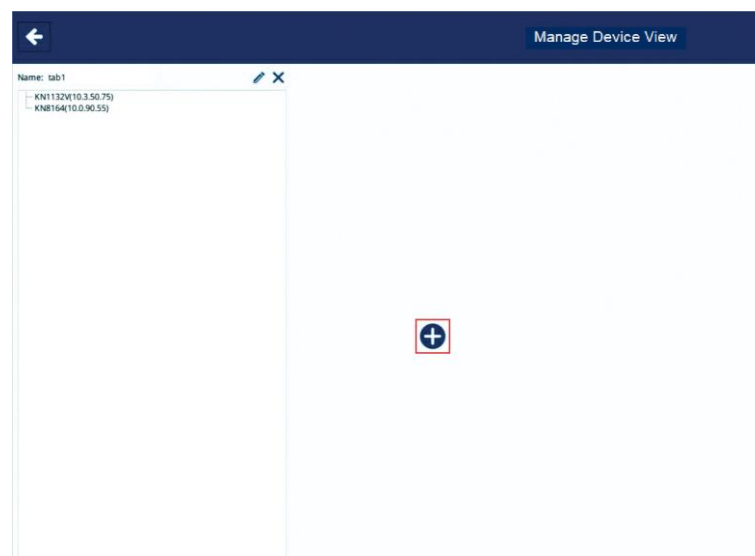 Manage Device View
Name: tab1
KN1132V(10.3.50.75)
KN8164(10.0.90.55)